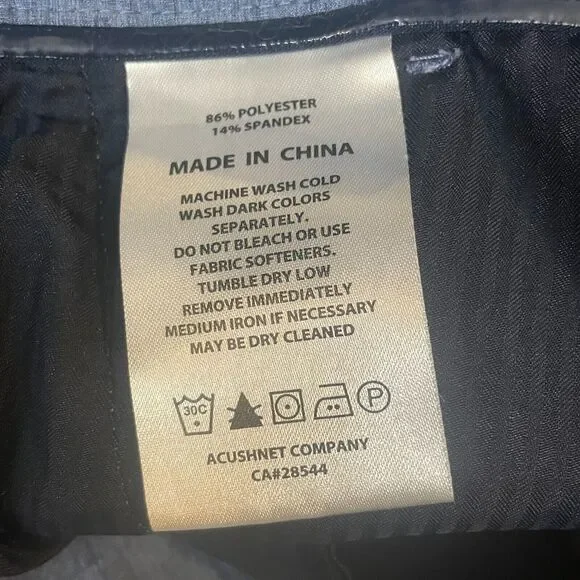 86% POLYESTER
14% SPANDEX
MADE IN CHINA
MACHINE WASH COLD
WASH DARK COLORS
SEPARATELY.
DO NOT BLEACH OR USE
FABRIC SOFTENERS.
TUMBLE DRY LOW
REMOVE IMMEDIATELY
MEDIUM IRON IF NECESSARY
MAY BE DRY CLEANED
30C P
ACUSHNET COMPANY
CA#28544